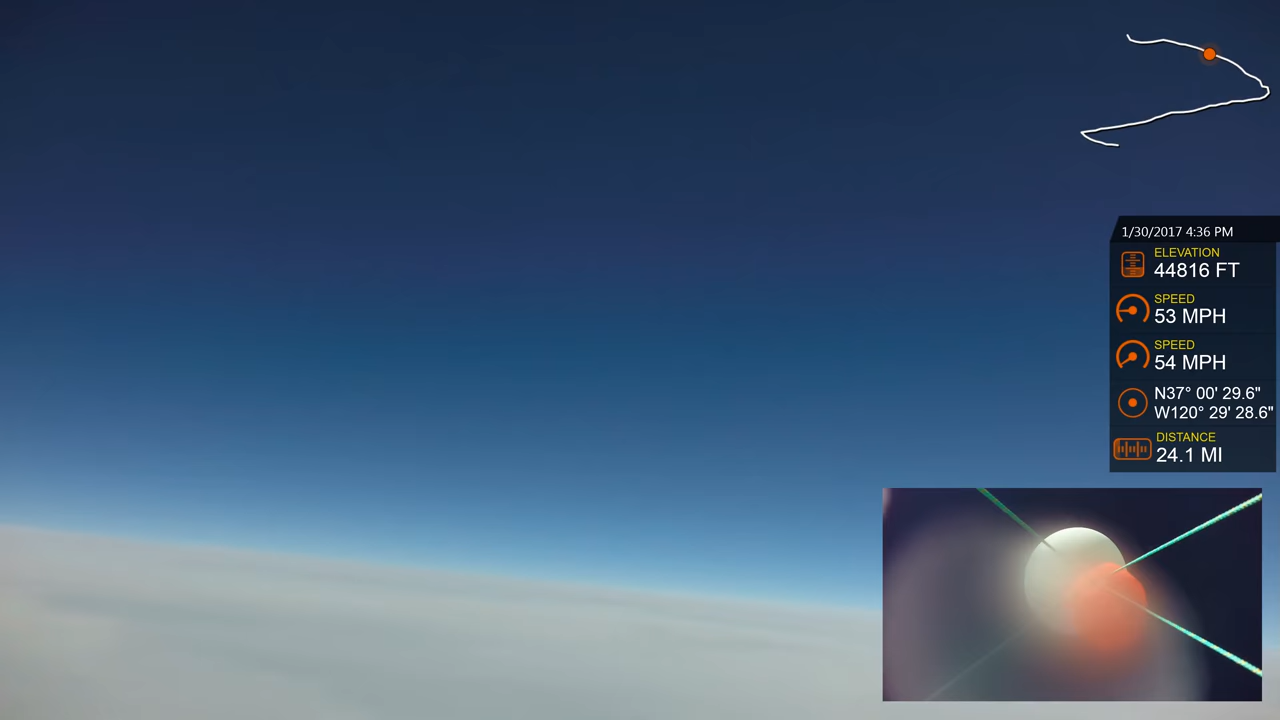 1/30/2017 4:36 PM
ELEVATION
44816 FT
SPEED
53 MPH
SPEED
54 MPH
N37° 00' 29.6"
W120° 29' 28.6"
DISTANCE
24.1 MI